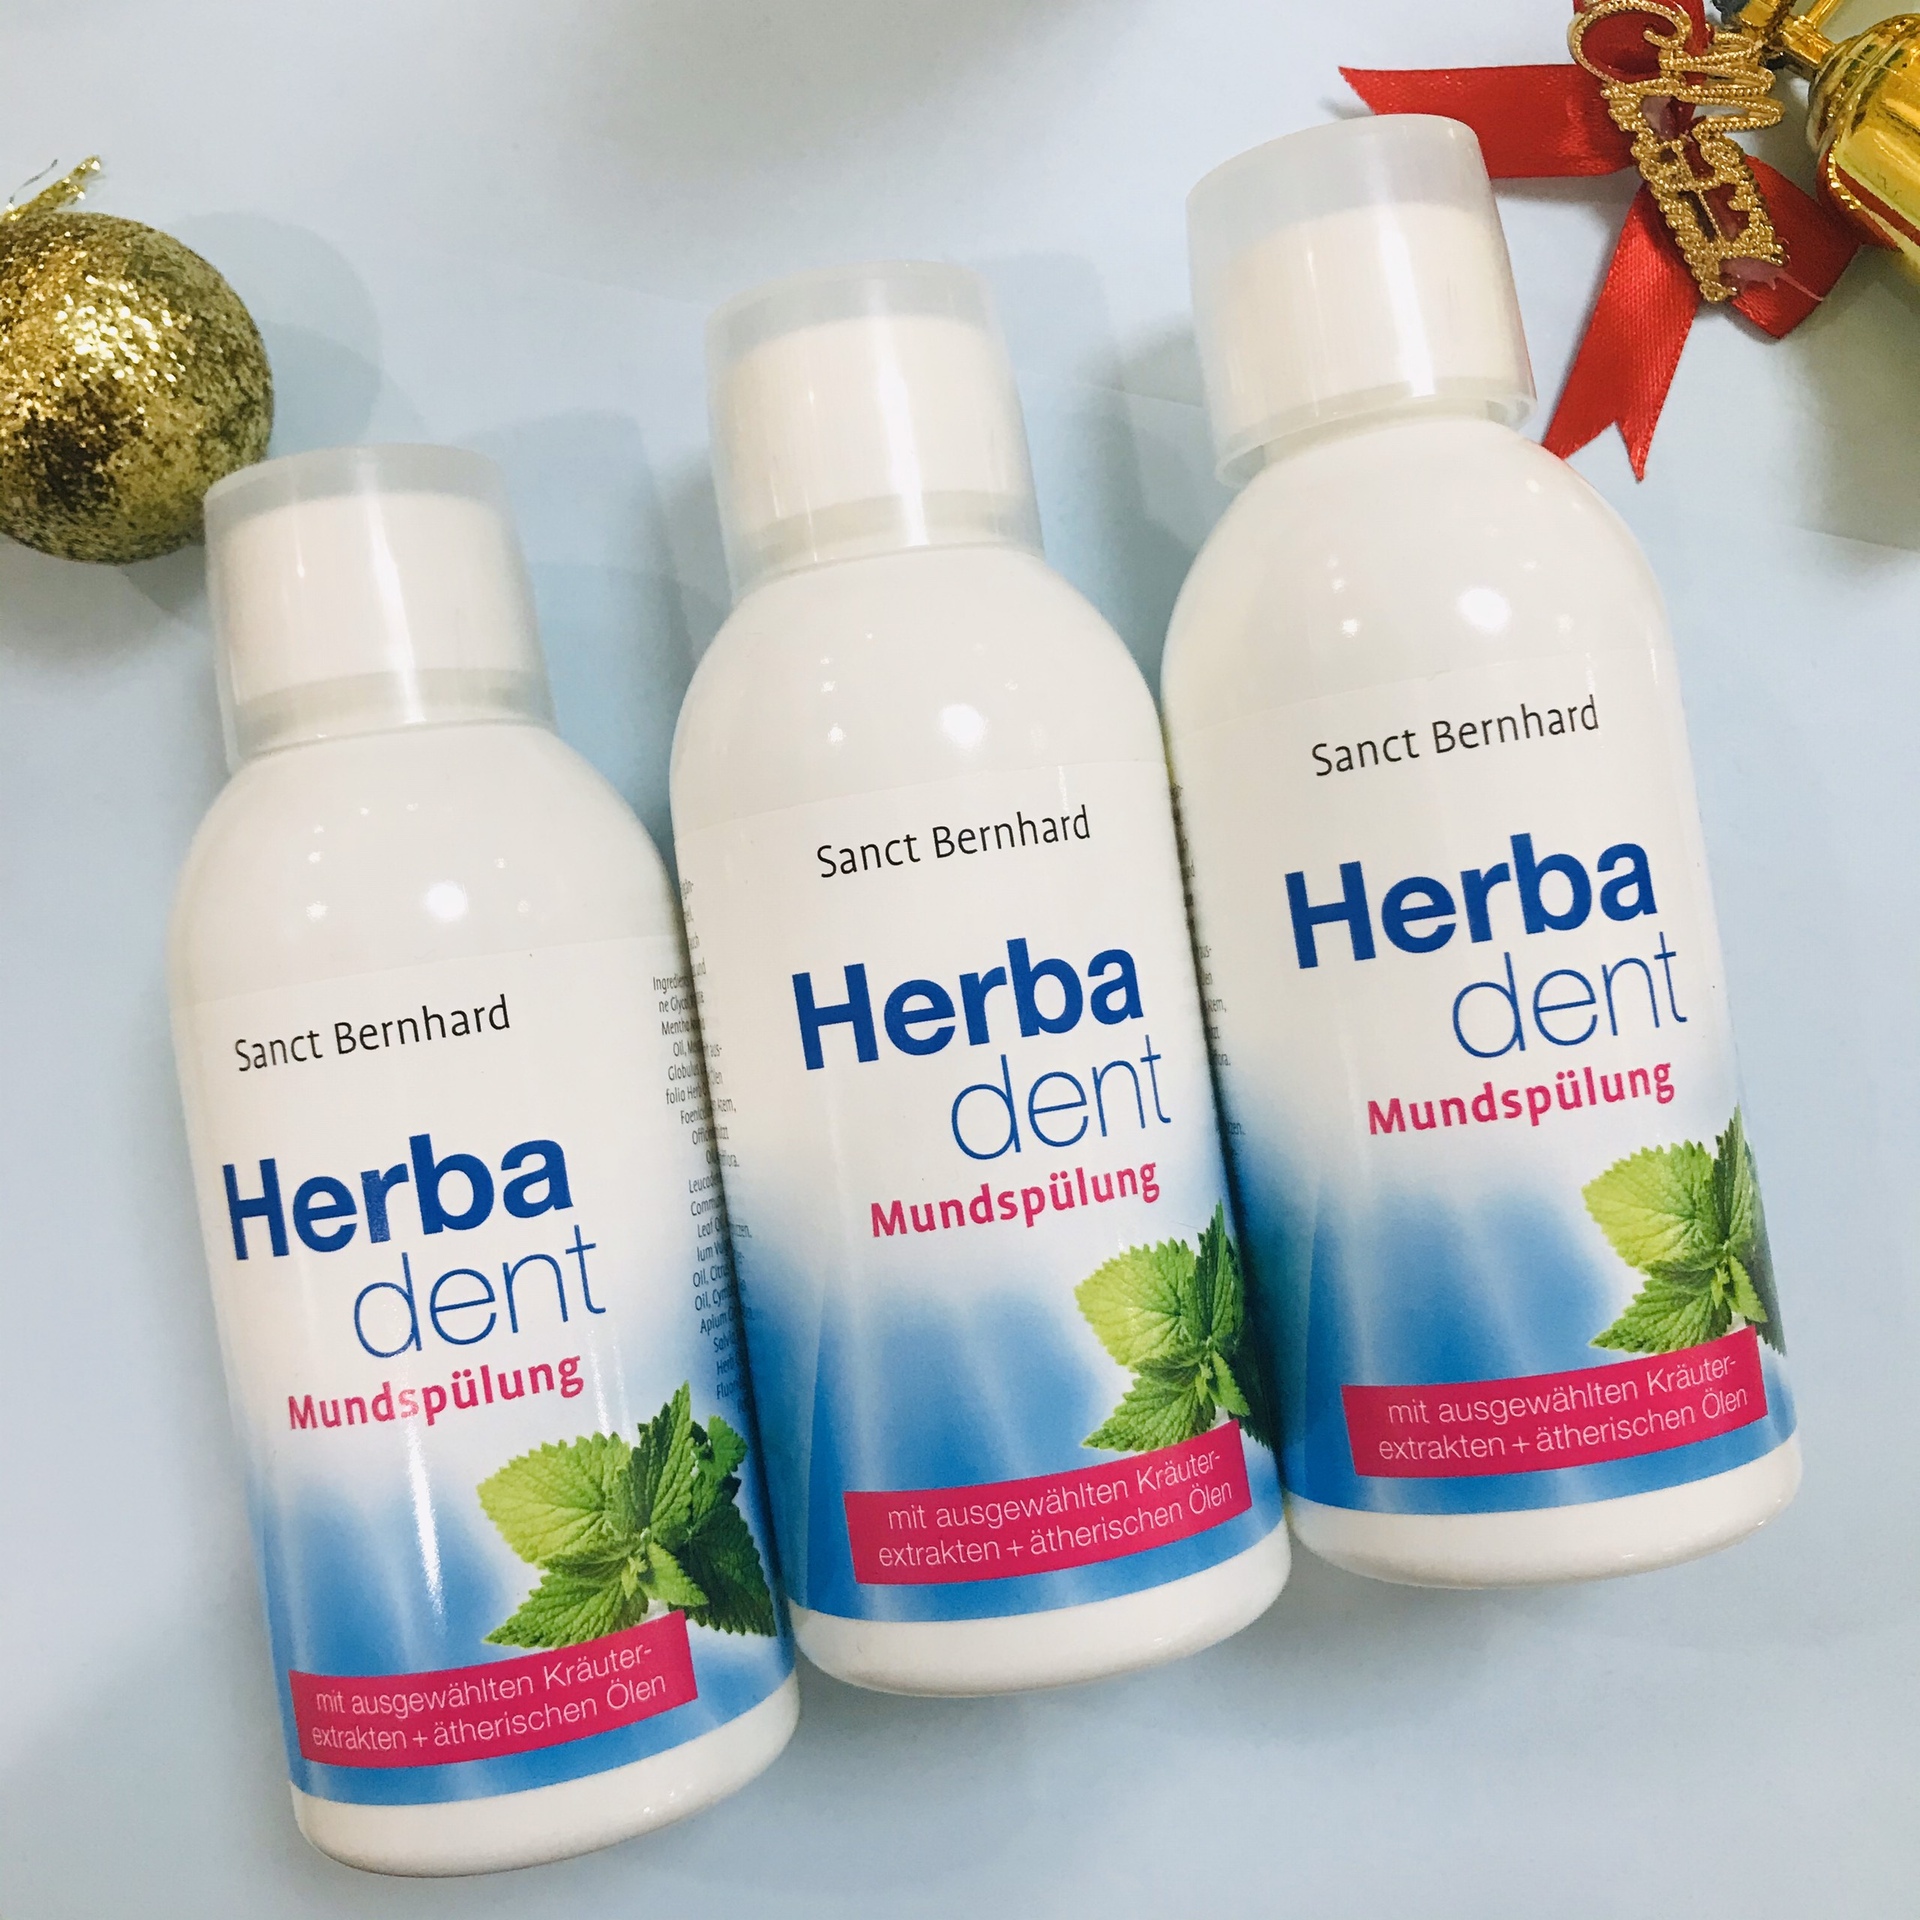 Sanct Bernhard
Herba
dent
Mundspülung
mit ausgewählten Kräuter-
extrakten + ätherischen Ölen
Sanct Bernhard
Herba
dent
Mundspülung
mit ausgewählten Kräuter-
extrakten + ätherischen Ölen
Sanct Bernhard
Herba
dent
Mundspülung
mit ausgewählten Kräuter-
extrakten + ätherischen Ölen